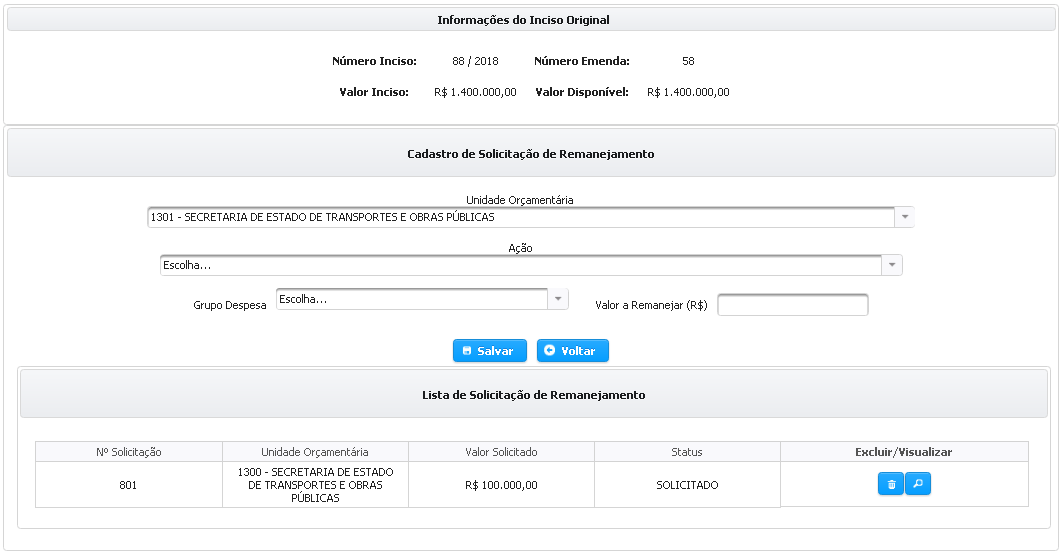 Informações do Inciso Original
Número Inciso: 88 / 2018 Número Emenda: 58
Valor Inciso: R$ 1.400.000,00 Valor Disponível: R$ 1.400.000,00
Cadastro de Solicitação de Remanejamento
Unidade Orçamentária
1301 - SECRETARIA DE ESTADO DE TRANSPORTES E OBRAS PÚBLICAS
Ação
Escolha...
Grupo Despesa Escolha... Valor a Remanejar (R$)
Salvar Voltar
Lista de Solicitação de Remanejamento
Nº Solicitação Unidade Orçamentária Valor Solicitado Status Excluir/Visualizar
801 1300 - SECRETARIA DE ESTADO
DE TRANSPORTES E OBRAS
PÚBLICAS R$ 100.000,00 SOLICITADO